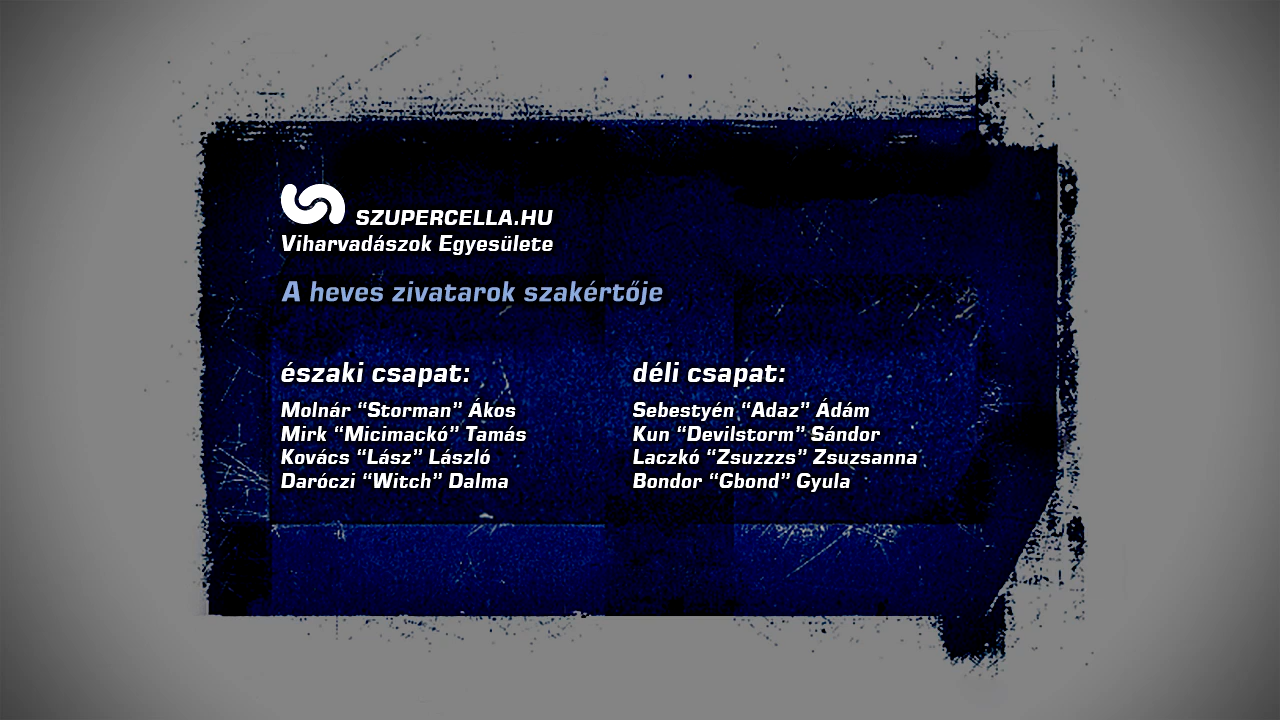 SZUPERCELLA.HU
Viharvadászok Egyesülete
A heves zivatarok szakértője
északi csapat:
Molnár “Storman” Ákos
Mirk “Micimackó” Tamás
Kovács “Lász” László
Daróczi “Witch” Dalma
déli csapat:
Sebestyén “Adaz” Ádám
Kun “Devilstorm” Sándor
Laczkó “Zsuzzzs” Zsuzsanna
Bondor “Gbond” Gyula